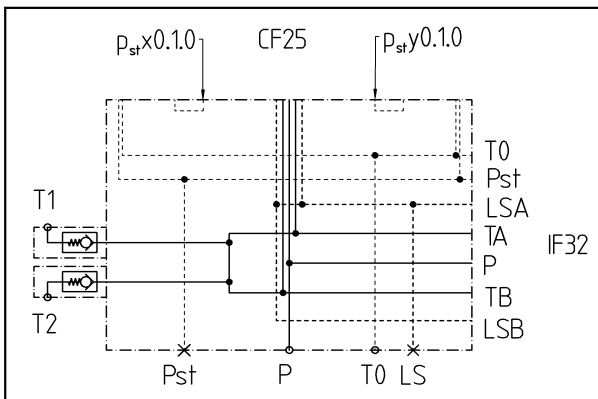 pstx0.1.0 CF25 psty0.1.0
T0
Pst
T1 LSA
TA
IF32
P
TB
T2
LSB
Pst P T0 LS